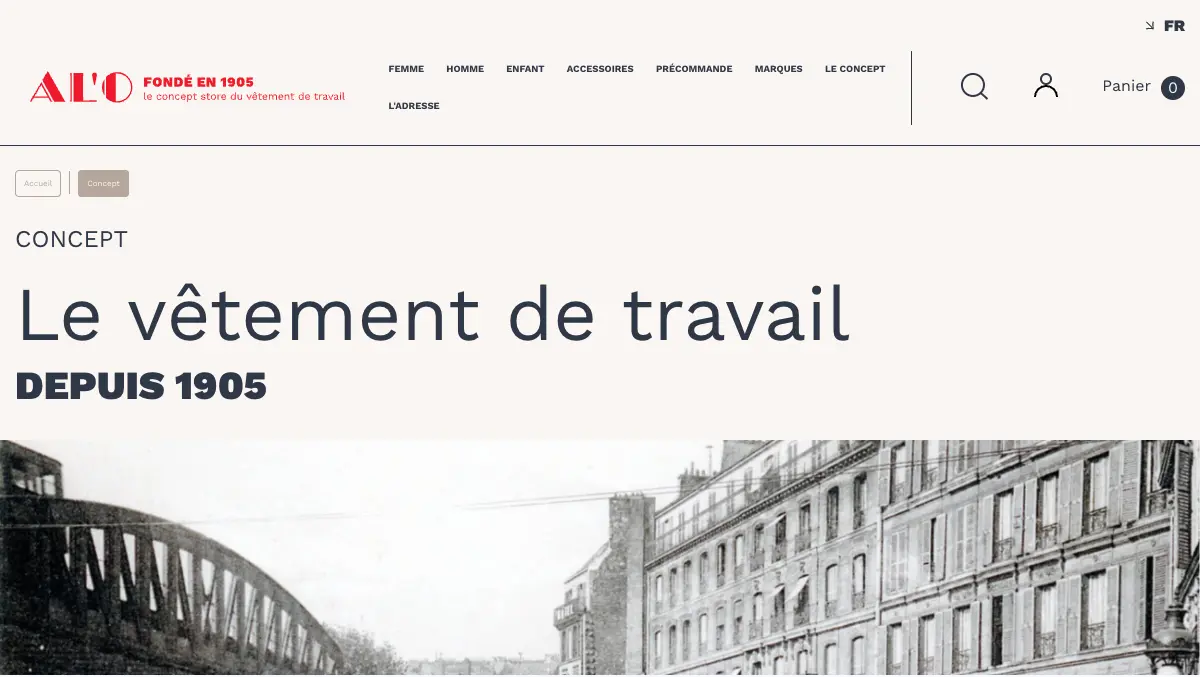 FR
AL'O FONDÉ EN 1905
le concept store du vêtement de travail
FEMME HOMME ENFANT ACCESSOIRES PRÉCOMMANDE MARQUES LE CONCEPT
L'ADRESSE
Panier 0
Accueil Concept
CONCEPT
Le vêtement de travail
DEPUIS 1905